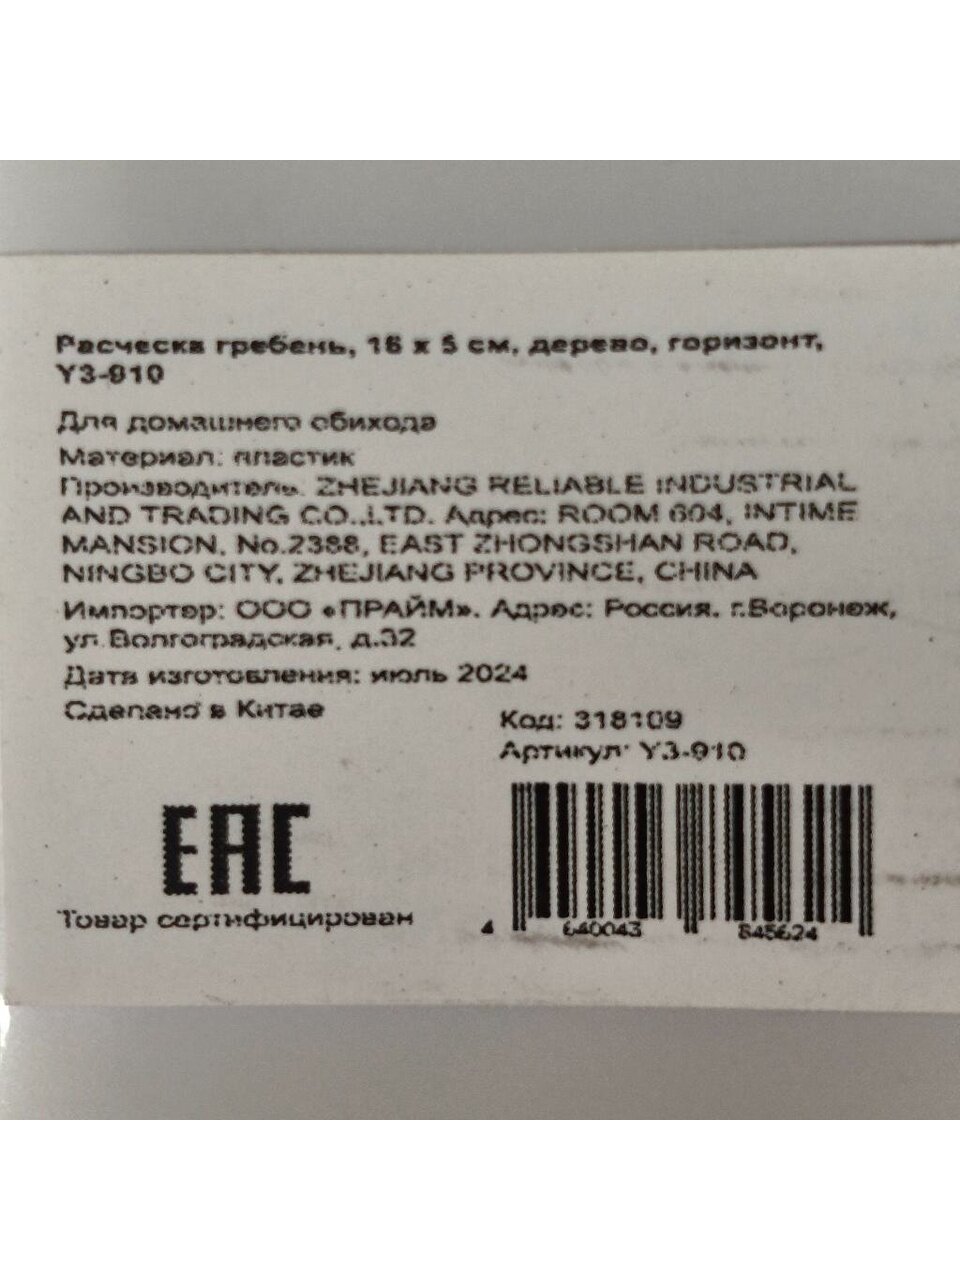 Расческа гребень, 16 x 5 см, дерево, горизонт,
Y3-910
Для домашнего обихода
Материал: пластик
Производитель: ZHEJIANG RELIABLE INDUSTRIAL
AND TRADING CO.,LTD. Адрес: ROOM 604, INTIME
MANSION, No.2388, EAST ZHONGSHAN ROAD,
NINGBO CITY, ZHEJIANG PROVINCE, CHINA
Импортер: ООО «ПРАЙМ». Адрес: Россия, г.Воронеж,
ул.Волгоградская, д.32
Дата изготовления: июль 2024
Сделано в Китае
Код: 318109
Артикул: Y3-910
EAC
Товар сертифицирован
4 640043 845624